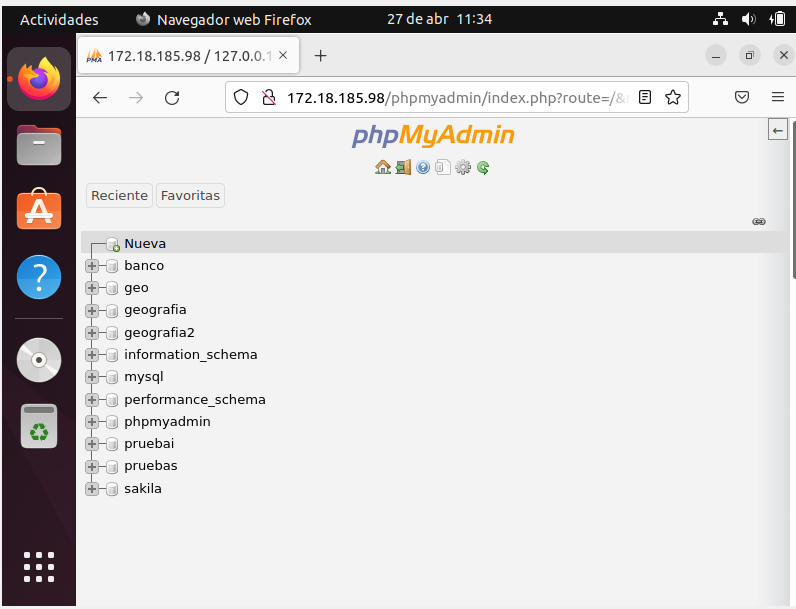 Actividades Navegador web Firefox 27 de abr 11:34
PMA 172.18.185.98 / 127.0.0.1
172.18.185.98/phpmyadmin/index.php?route=/&
phpMyAdmin
Reciente Favoritas
Nueva
banco
geo
geografia
geografia2
information_schema
mysql
performance_schema
phpmyadmin
pruebai
pruebas
sakila